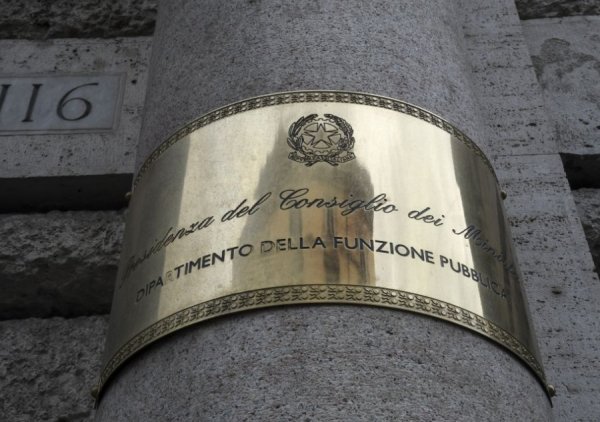 116
Presidenza del Consiglio dei Ministri
DIPARTIMENTO DELLA FUNZIONE PUBBLICA